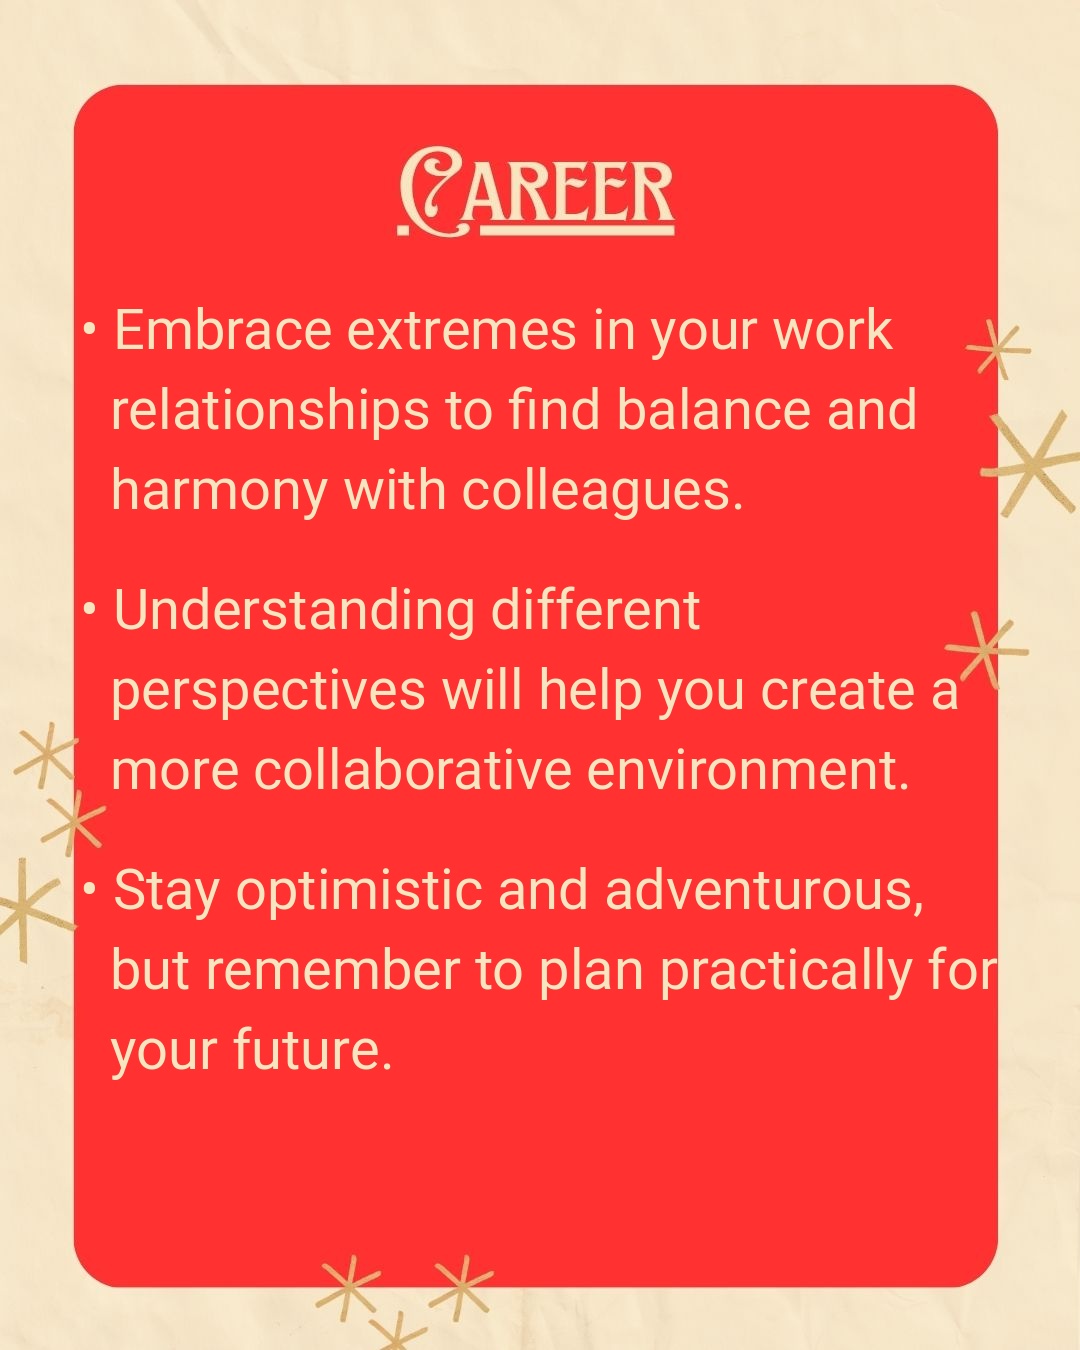 Career
• Embrace extremes in your work
relationships to find balance and
harmony with colleagues.
• Understanding different
perspectives will help you create a
more collaborative environment.
• Stay optimistic and adventurous,
but remember to plan practically for
your future.